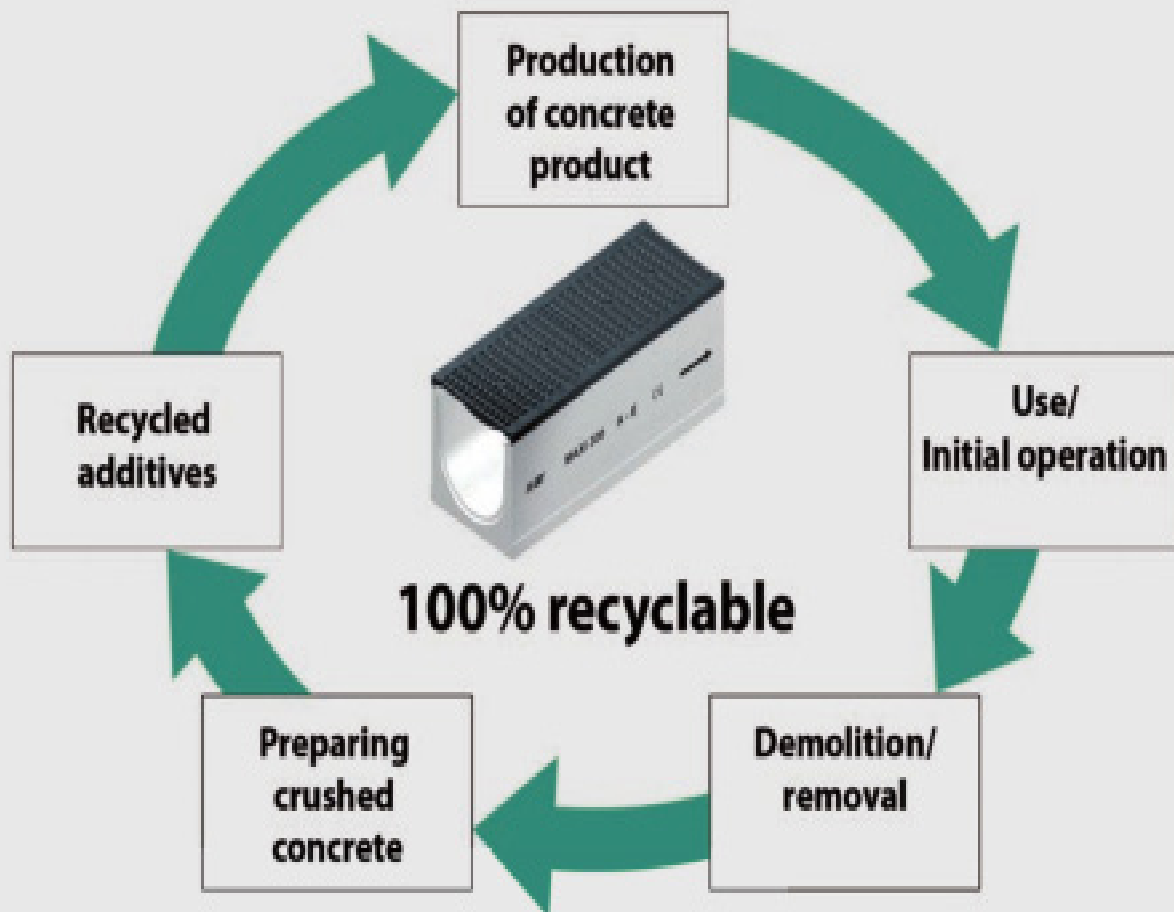 Production
of concrete
product
Use/
Initial operation
Demolition/
removal
Preparing
crushed
concrete
Recycled
additives
100% recyclable